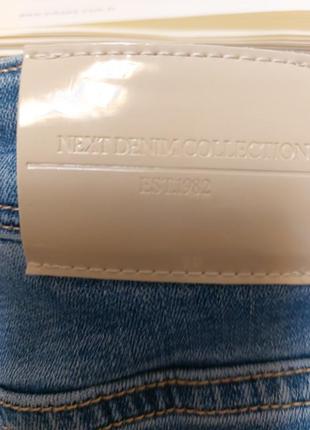 NEXT DENIM COLLECTION
EST.1982